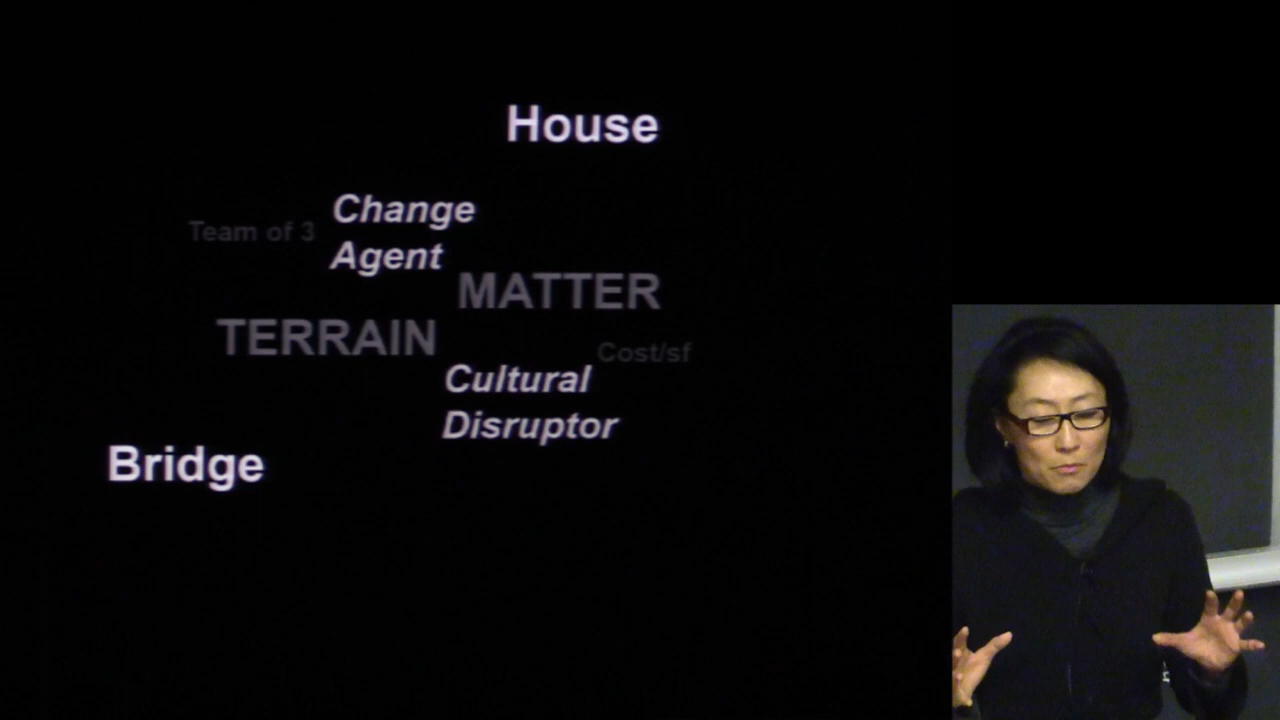 House
Change
Team of 3
Agent
MATTER
TERRAIN
Cost/sf
Cultural
Disruptor
Bridge